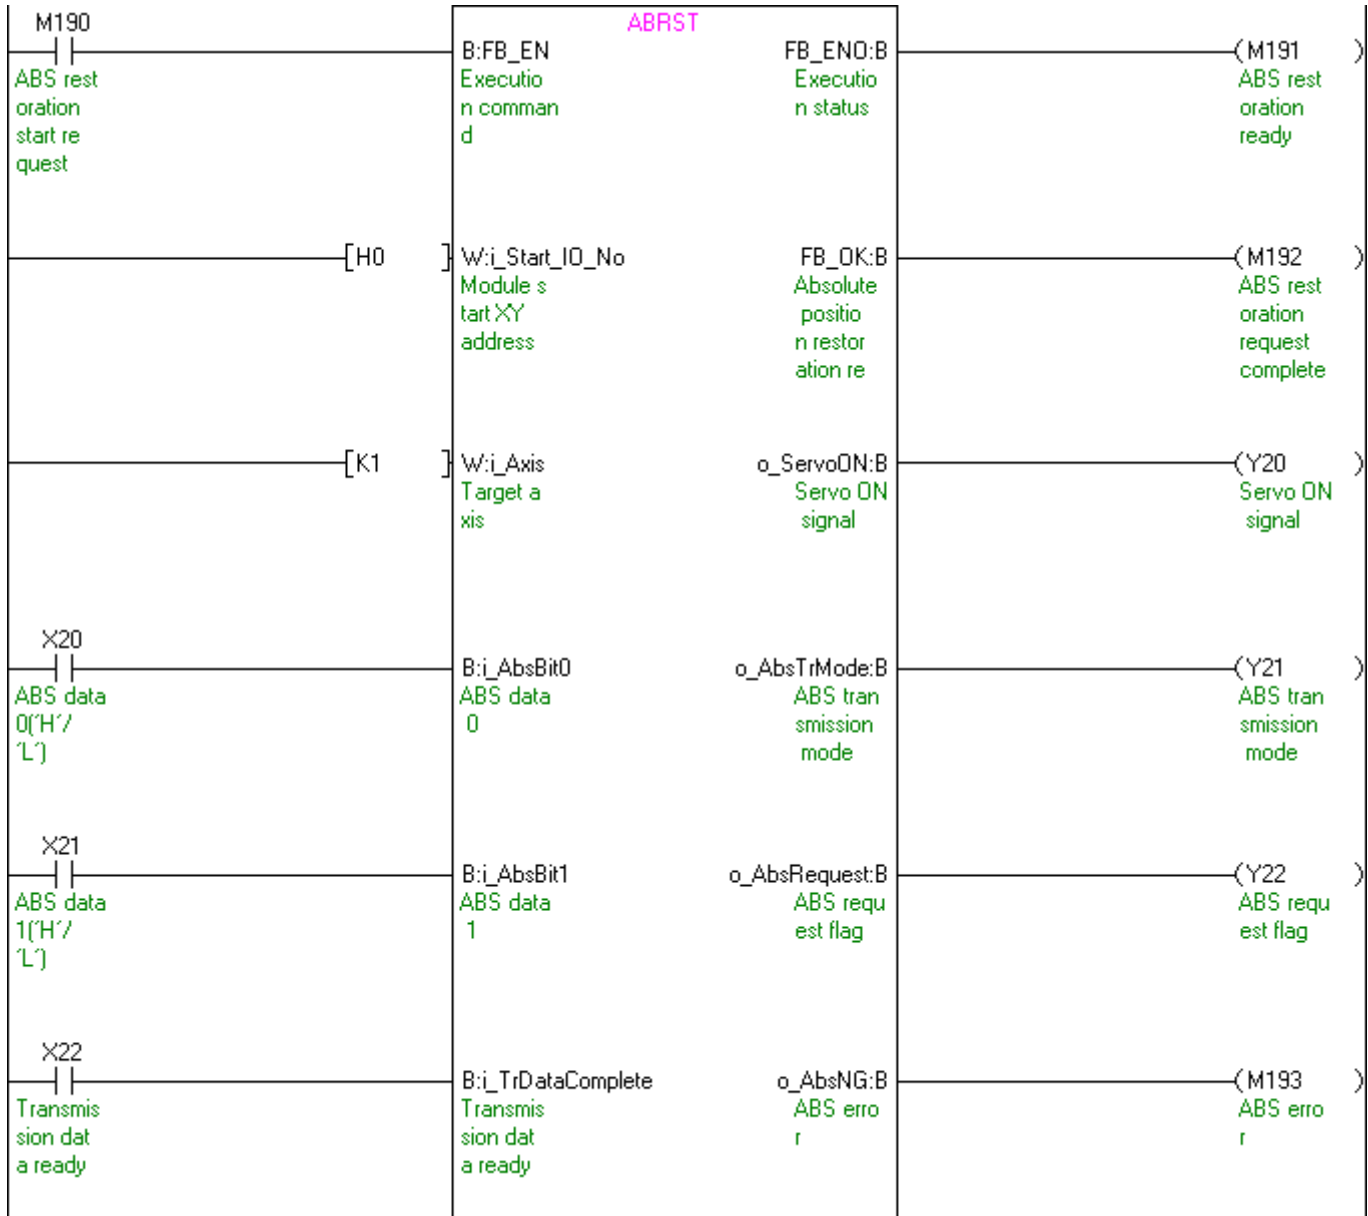 M190
ABRST
B:FB_EN
FB_ENO:B
(M191 )
ABS rest
oration
start re
quest
Executio
n comman
d
Executio
n status
ABS rest
oration
ready
[H0 ]
W:i_Start_IO_No
FB_OK:B
(M192 )
Module s
tart XY
address
Absolute
positio
n restor
ation re
ABS rest
oration
request
complete
[K1 ]
W:i_Axis
o_ServoON:B
(Y20 )
Target a
xis
Servo ON
signal
Servo ON
signal
X20
B:i_AbsBit0
o_AbsTrMode:B
(Y21 )
ABS data
0(´H´/
´L´)
ABS data
0
ABS tran
smission
mode
ABS tran
smission
mode
X21
B:i_AbsBit1
o_AbsRequest:B
(Y22 )
ABS data
1(´H´/
´L´)
ABS data
1
ABS requ
est flag
ABS requ
est flag
X22
B:i_TrDataComplete
o_AbsNG:B
(M193 )
Transmis
sion dat
a ready
Transmis
sion dat
a ready
ABS erro
r
ABS erro
r